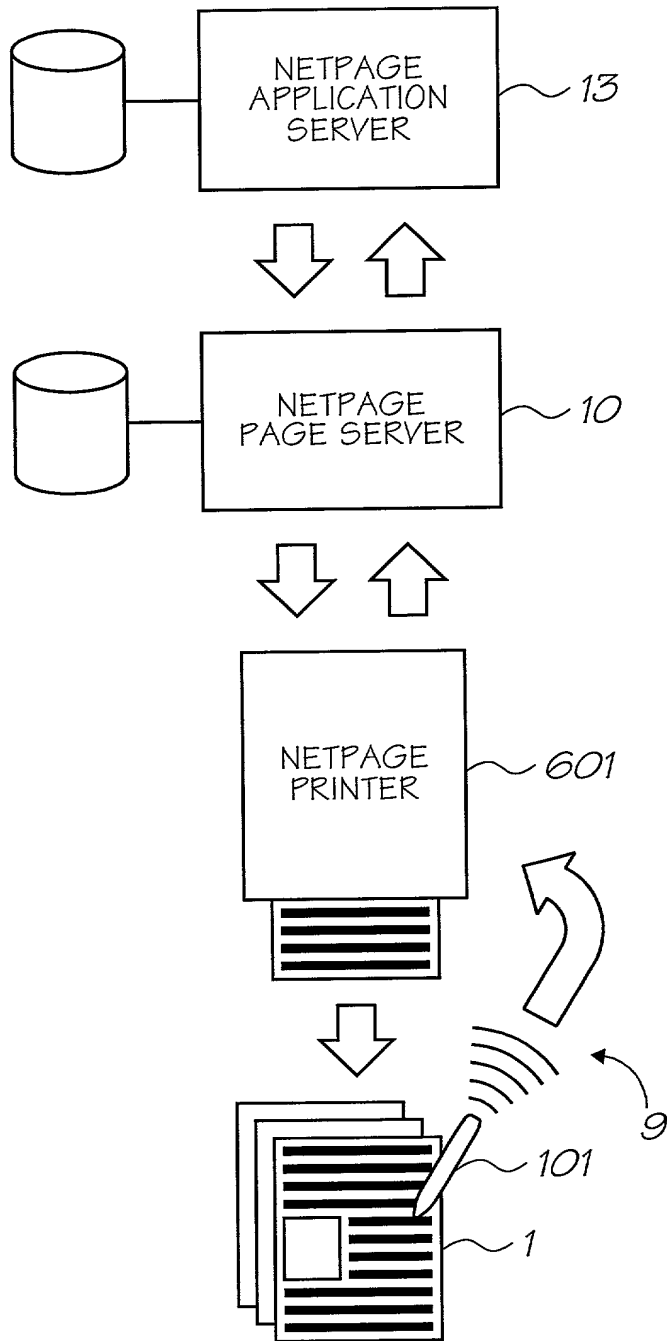 NETPAGE
APPLICATION
SERVER
13
NETPAGE
PAGE SERVER
10
NETPAGE
PRINTER
601
9
101
1